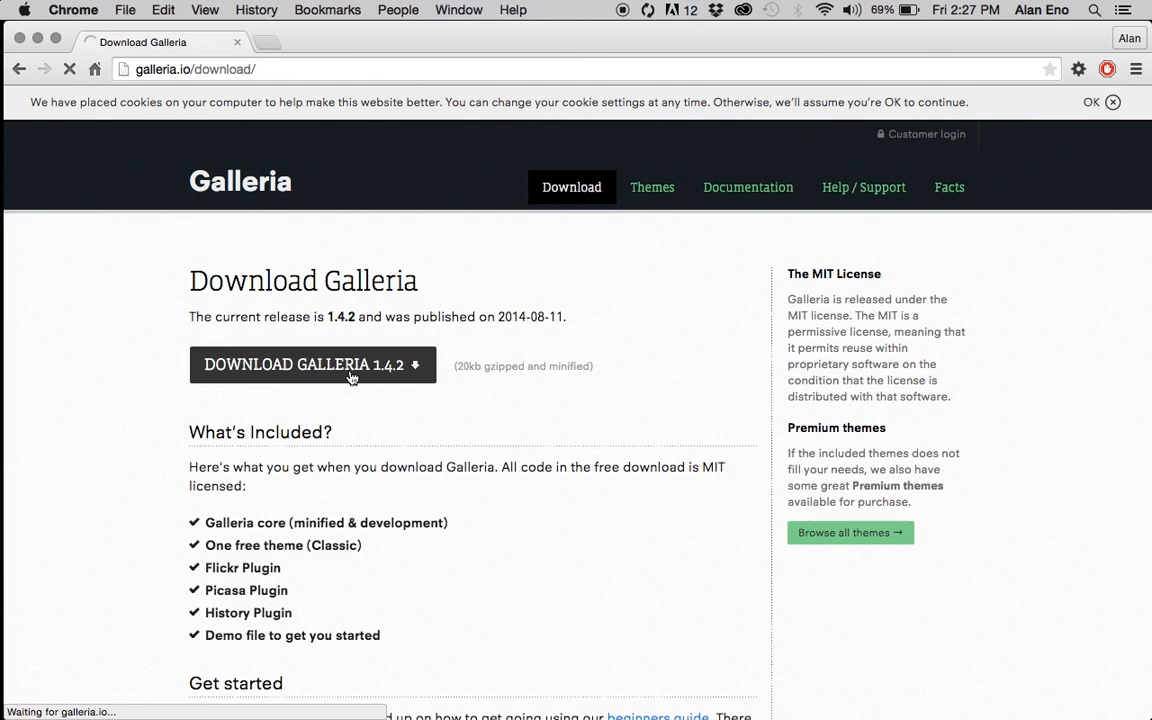 Chrome File Edit View History Bookmarks People Window Help 12 69% Fri 2:27 PM Alan Eno
Download Galleria Alan
galleria.io/download/
We have placed cookies on your computer to help make this website better. You can change your cookie settings at any time. Otherwise, we'll assume you're OK to continue. OK
Customer login
Galleria Download Themes Documentation Help / Support Facts
Download Galleria
The current release is 1.4.2 and was published on 2014-08-11.
DOWNLOAD GALLERIA 1.4.2 (20kb gzipped and minified)
What's Included?
Here's what you get when you download Galleria. All code in the free download is MIT
licensed:
Galleria core (minified & development)
One free theme (Classic)
Flickr Plugin
Picasa Plugin
History Plugin
Demo file to get you started
Get started
d up on how to get going using our beginners guide. There
The MIT License
Galleria is released under the
MIT license. The MIT is a
permissive license, meaning that
it permits reuse within
proprietary software on the
condition that the license is
distributed with that software.
Premium themes
If the included themes does not
fill your needs, we also have
some great Premium themes
available for purchase.
Browse all themes →
Waiting for galleria.io...